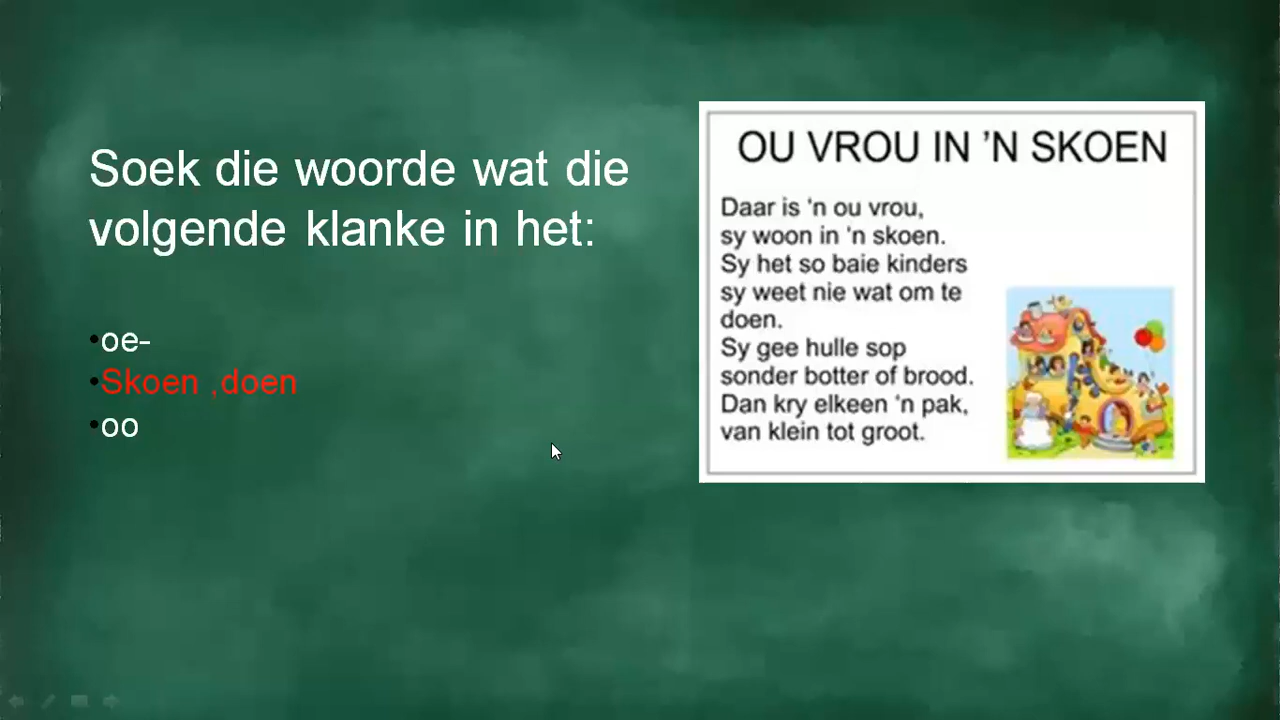 Soek die woorde wat die
volgende klanke in het:
•oe-
•Skoen ,doen
•oo
OU VROU IN ’N SKOEN
Daar is ’n ou vrou,
sy woon in ’n skoen.
Sy het so baie kinders
sy weet nie wat om te
doen.
Sy gee hulle sop
sonder botter of brood.
Dan kry elkeen ’n pak,
van klein tot groot.